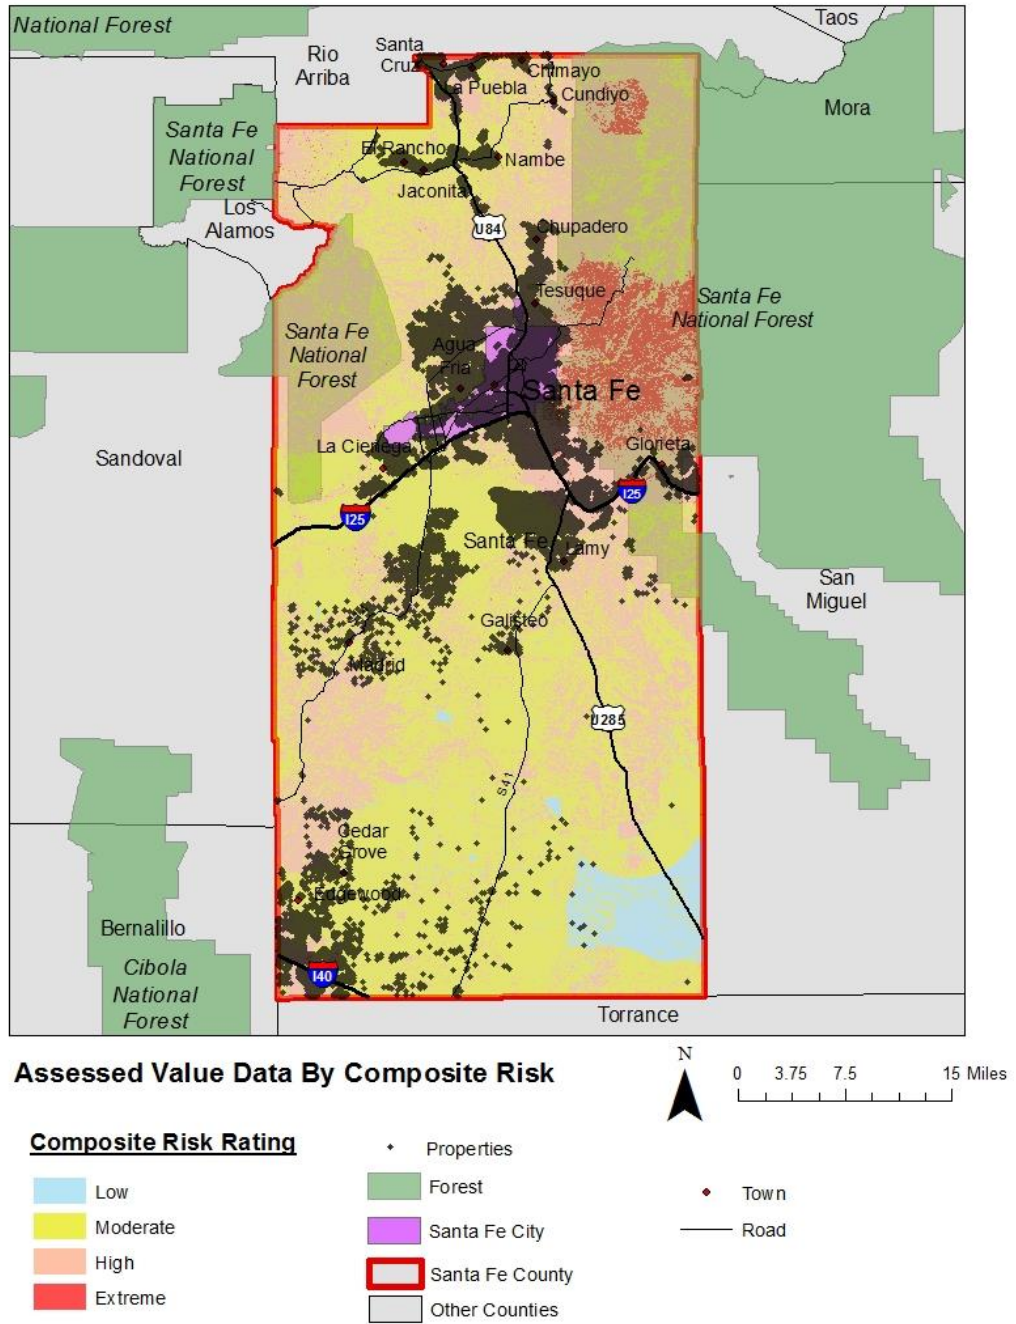 National Forest
Taos
Rio
Arriba
Santa
Cruz
Chimayo
La Puebla
Cundiyo
Mora
Santa Fe
National
Forest
El Rancho
Nambe
Jaconita
Los
Alamos
U84
Chupadero
Tesuque
Santa Fe
National Forest
Santa Fe
National
Forest
Agua
Fria
Santa Fe
La Cienega
Glorieta
Sandoval
I25
I25
Santa Fe
Lamy
San
Miguel
Galisteo
Madrid
U285
S41
Cedar
Grove
Edgewood
Bernalillo
I40
Cibola
National
Forest
Torrance
Assessed Value Data By Composite Risk
N
0 3.75 7.5 15 Miles
Composite Risk Rating
Low
Moderate
High
Extreme
Properties
Forest
Santa Fe City
Santa Fe County
Other Counties
Town
Road